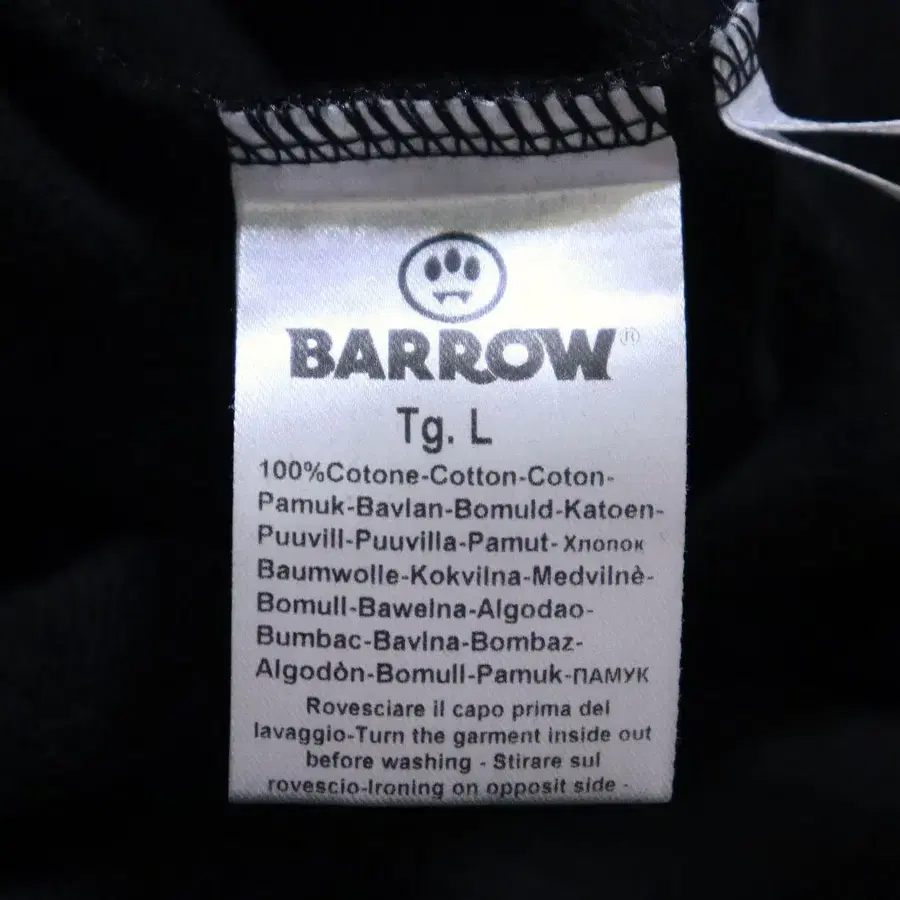 BARROW®
Tg. L
100%Cotone-Cotton-Coton-
Pamuk-Bavlan-Bomuld-Katoen-
Puuvill-Puuvilla-Pamut-Хлопок
Baumwolle-Kokvilna-Medvilnè-
Bomull-Bawelna-Algodao-
Bumbac-Bavlna-Bombaz-
Algodòn-Bomull-Pamuk-ПАМУК
Rovesciare il capo prima del
lavaggio-Turn the garment inside out
before washing - Stirare sul
rovescio-Ironing on opposit side -